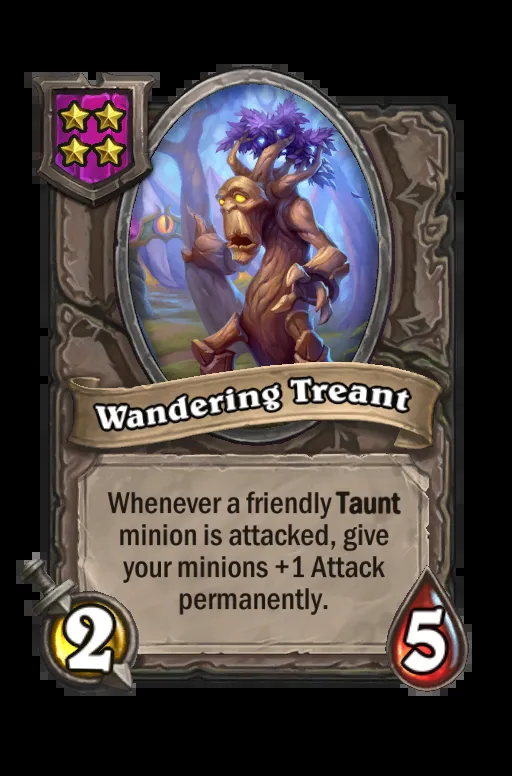 Wandering Treant
Whenever a friendly Taunt
minion is attacked, give
your minions +1 Attack
permanently.
2
5